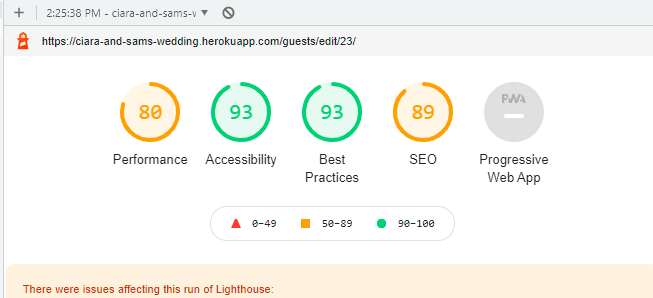 2:25:38 PM - ciara-and-sams-v
https://ciara-and-sams-wedding.herokuapp.com/guests/edit/23/
80 93 93 89 PWA
Performance Accessibility Best Practices SEO Progressive Web App
0–49 50–89 90–100
There were issues affecting this run of Lighthouse: